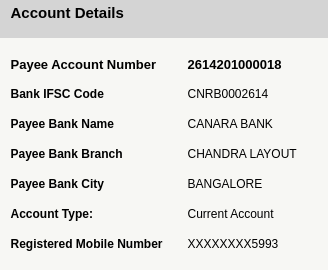 Account Details
Payee Account Number 2614201000018
Bank IFSC Code CNRB0002614
Payee Bank Name CANARA BANK
Payee Bank Branch CHANDRA LAYOUT
Payee Bank City BANGALORE
Account Type: Current Account
Registered Mobile Number XXXXXXXX5993